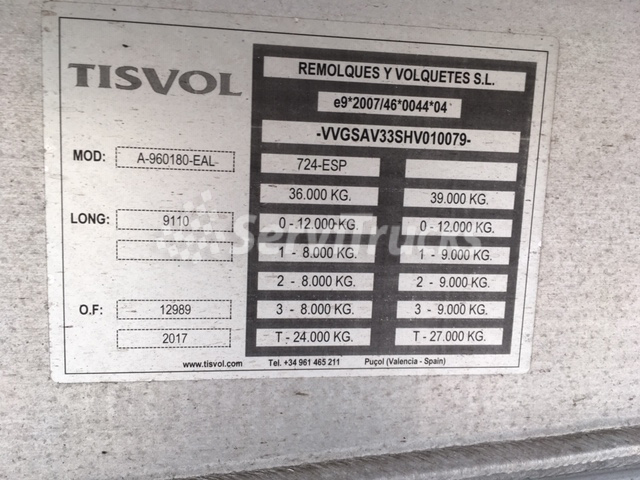 TISVOL
MOD: A-960180-EAL
LONG: 9110
O.F: 12989
2017
www.tisvol.com
REMOLQUES Y VOLQUETES S.L.
e9*2007/46*0044*04
-VVGSAV33SHV010079-
724-ESP
36.000 KG. 39.000 KG.
0 - 12.000 KG. 0 - 12.000 KG.
1 - 8.000 KG. 1 - 9.000 KG.
2 - 8.000 KG. 2 - 9.000 KG.
3 - 8.000 KG. 3 - 9.000 KG.
T - 24.000 KG. T - 27.000 KG.
Tel. +34 961 465 211 Puçol (Valencia - Spain)
ServiTrucks